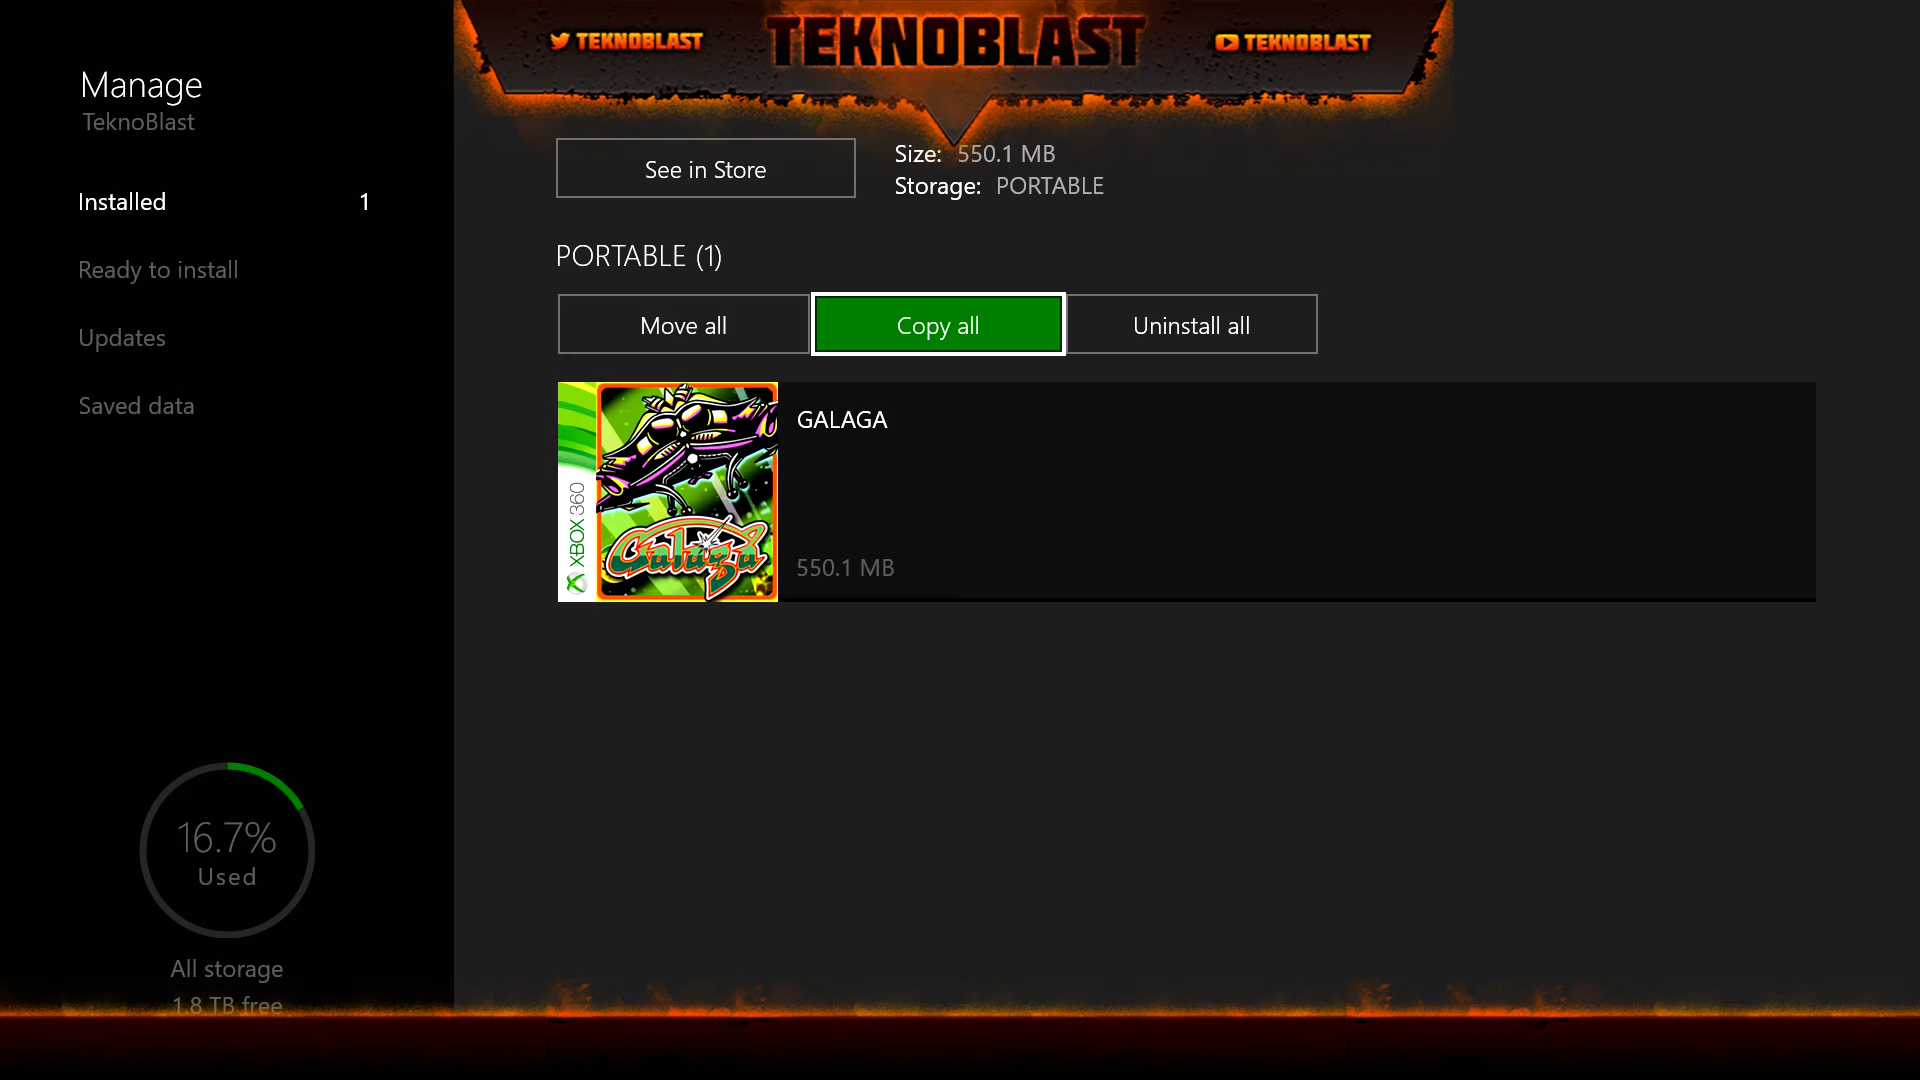 TEKNOBLAST
TEKNOBLAST
TEKNOBLAST
Manage
TeknoBlast
Installed 1
Ready to install
Updates
Saved data
16.7%
Used
All storage
1.8 TB free
See in Store
Size: 550.1 MB
Storage: PORTABLE
PORTABLE (1)
Move all
Copy all
Uninstall all
XBOX 360
Galaga
GALAGA
550.1 MB